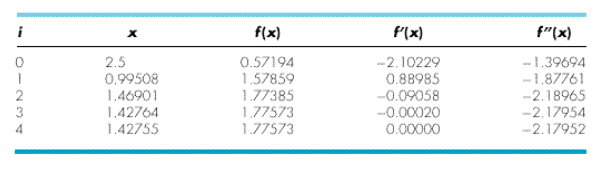 i x f(x) f′(x) f″(x)
0 2.5 0.57194 −2.10229 −1.39694
1 0.99508 1.57859 0.88985 −1.87761
2 1.46901 1.77385 −0.09058 −2.18965
3 1.42764 1.77573 −0.00020 −2.17954
4 1.42755 1.77573 0.00000 −2.17952